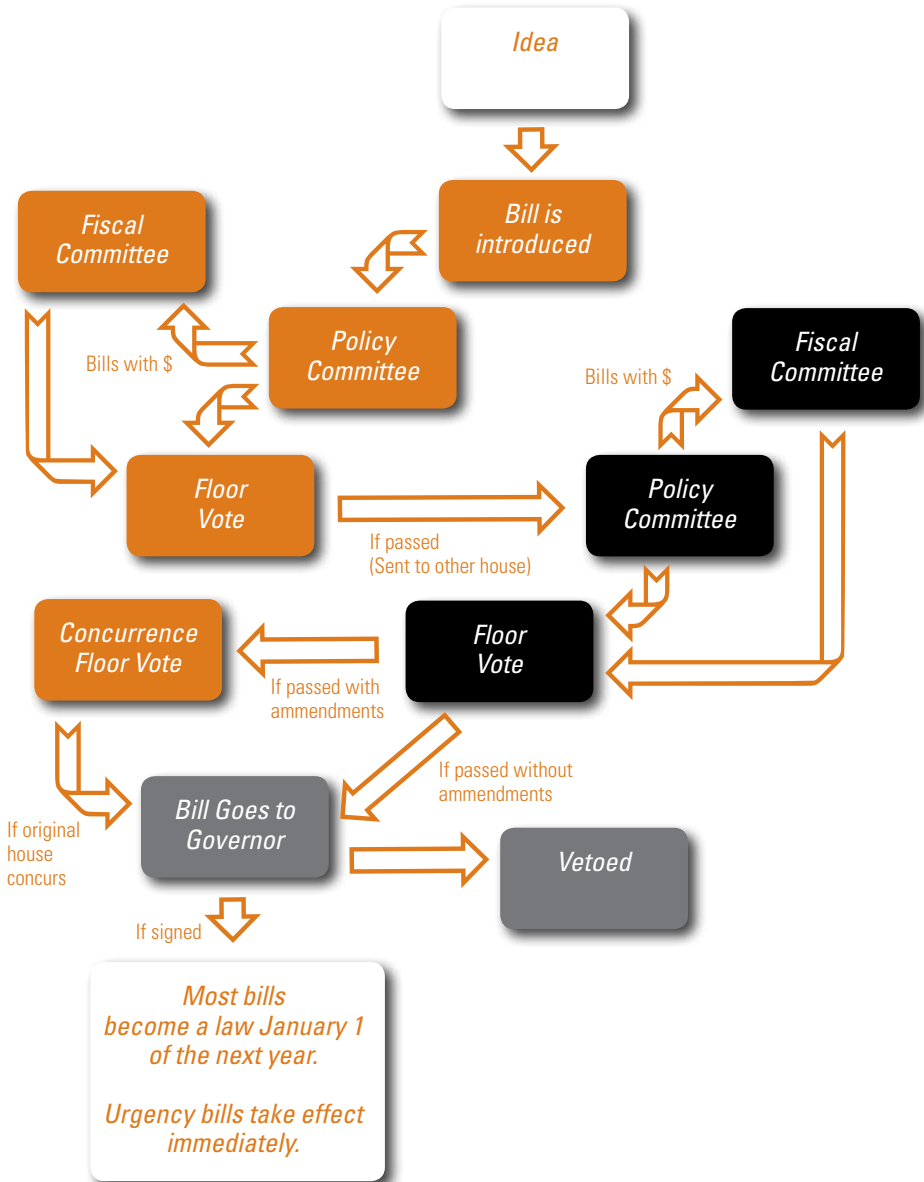 Idea
Bill is
introduced
Fiscal
Committee
Policy
Committee
Bills with $
Floor
Vote
If passed
(Sent to other house)
Policy
Committee
Bills with $
Fiscal
Committee
Floor
Vote
If passed with
ammendments
Concurrence
Floor Vote
If passed without
ammendments
If original
house
concurs
Bill Goes to
Governor
Vetoed
If signed
Most bills
become a law January 1
of the next year.
Urgency bills take effect
immediately.